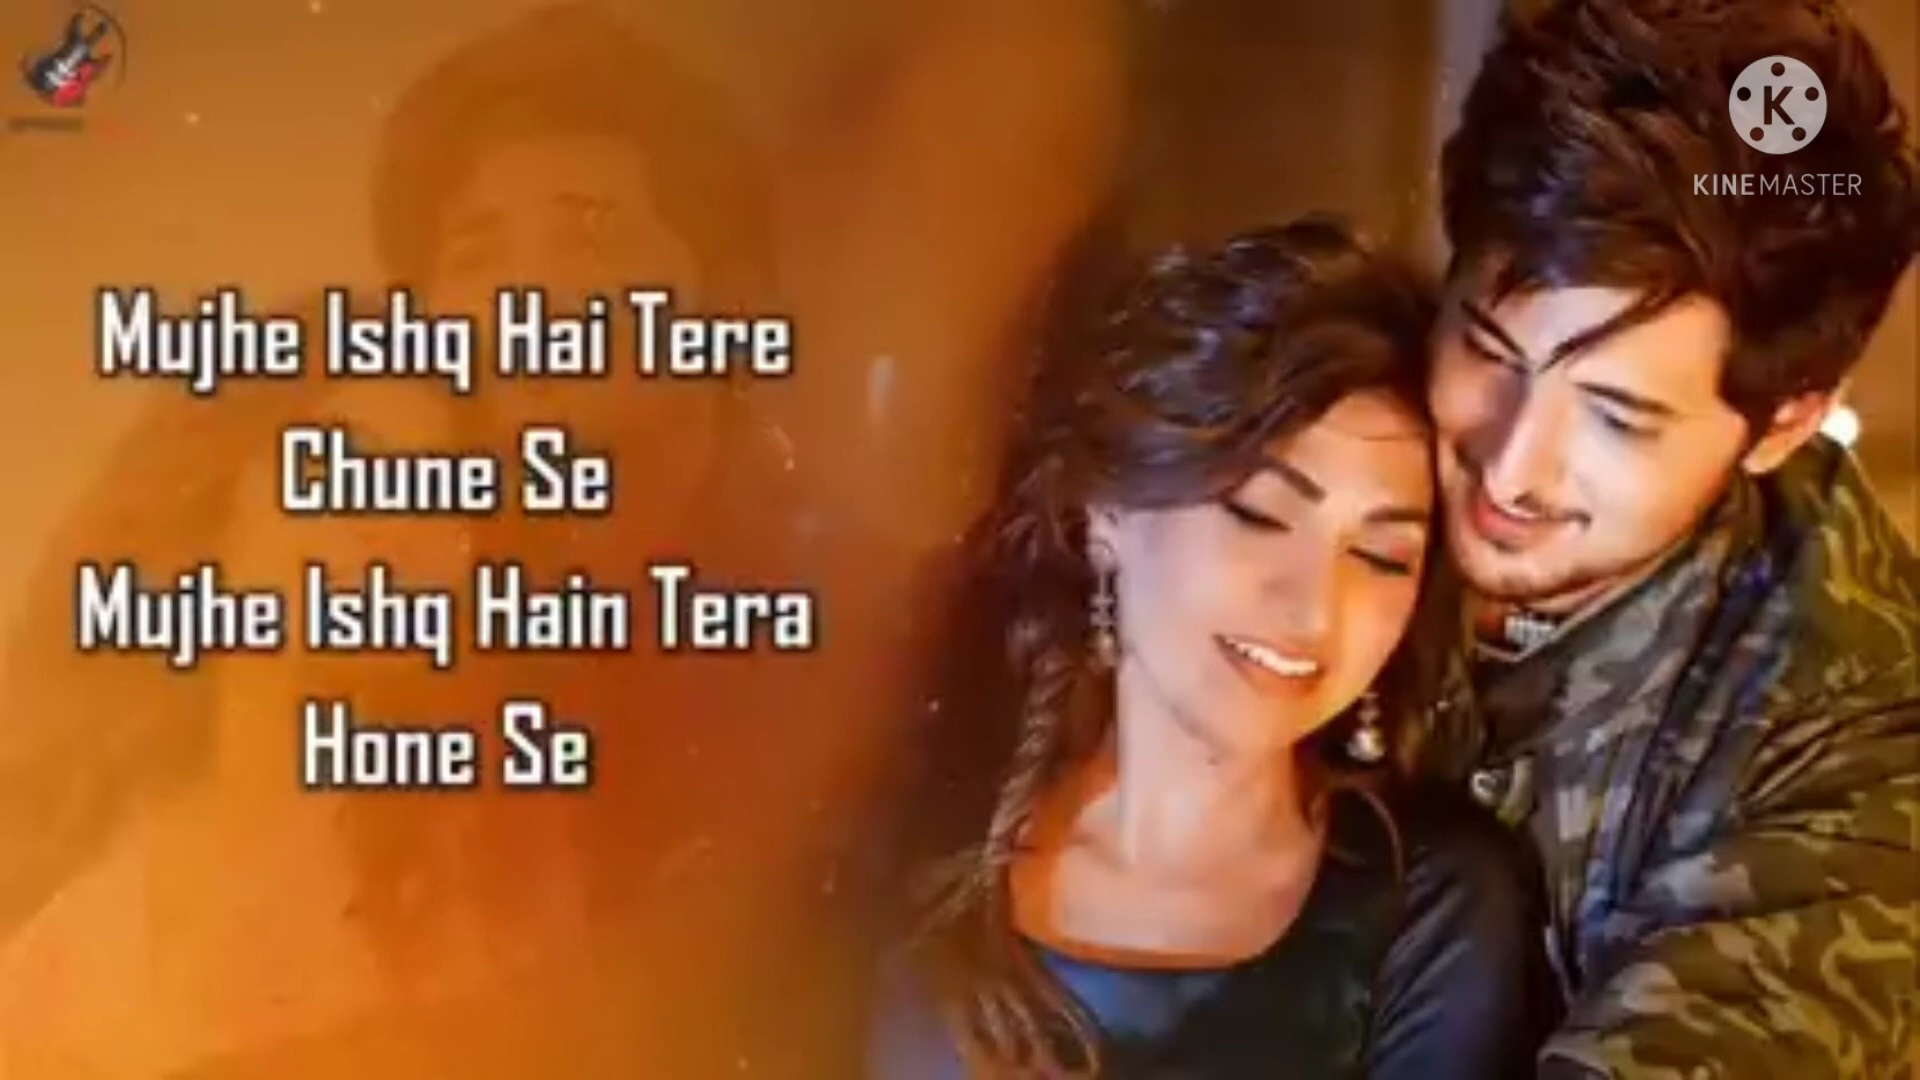 Mujhe Ishq Hai Tere
Chune Se
Mujhe Ishq Hain Tera
Hone Se
K
KINEMASTER